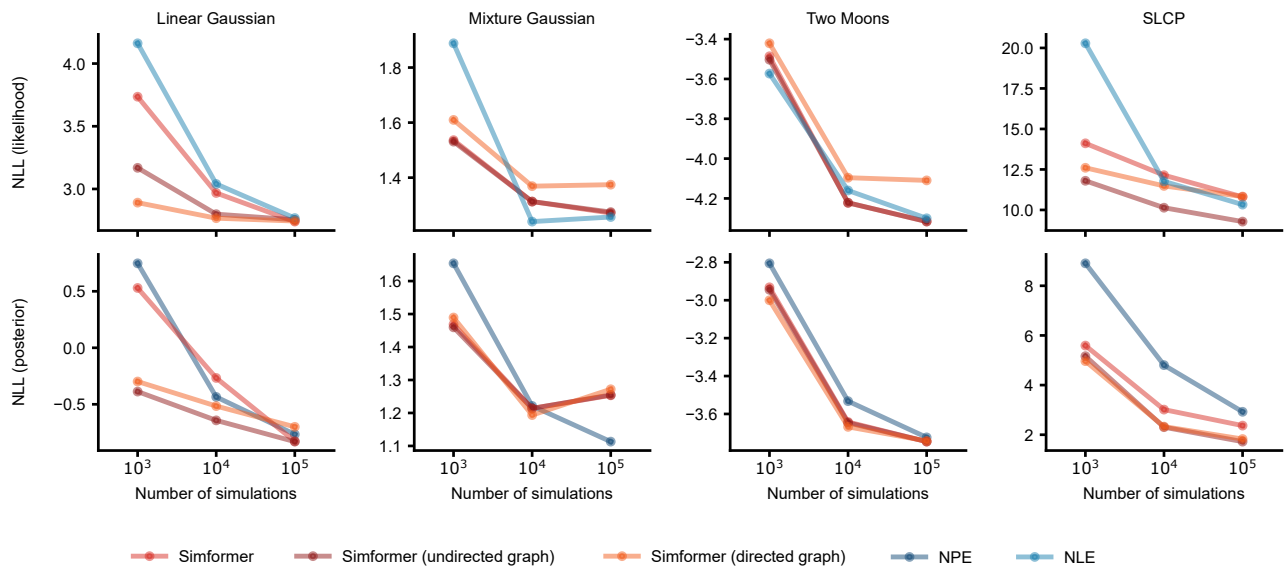 Linear Gaussian
Mixture Gaussian
Two Moons
SLCP
NLL (likelihood)
4.0
3.5
3.0
1.8
1.6
1.4
−3.4
−3.6
−3.8
−4.0
−4.2
20.0
17.5
15.0
12.5
10.0
NLL (posterior)
0.5
0.0
−0.5
1.6
1.5
1.4
1.3
1.2
1.1
−2.8
−3.0
−3.2
−3.4
−3.6
8
6
4
2
10³ 10⁴ 10⁵
10³ 10⁴ 10⁵
10³ 10⁴ 10⁵
10³ 10⁴ 10⁵
Number of simulations
Number of simulations
Number of simulations
Number of simulations
Simformer
Simformer (undirected graph)
Simformer (directed graph)
NPE
NLE